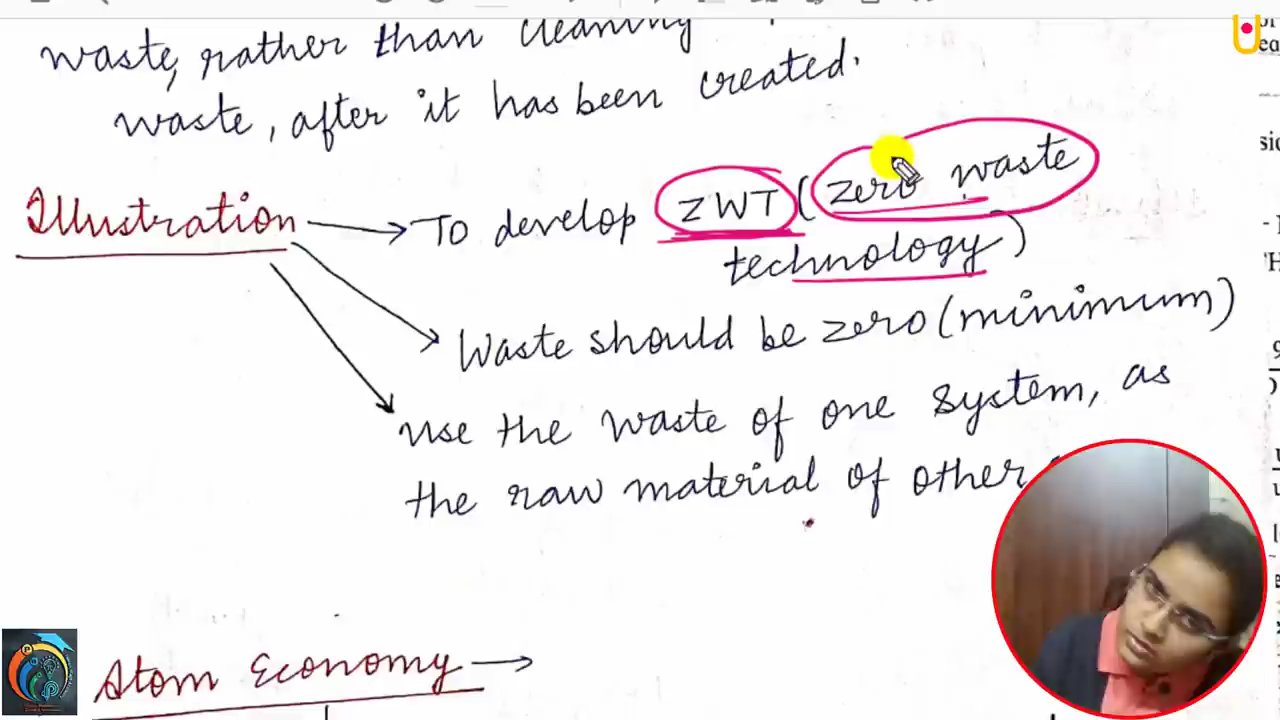 waste, rather than cleaning
waste, after it has been created.
Illustration → To develop ZWT (zero waste
technology)
Waste should be zero (minimum)
Use the waste of one system, as
the raw material of other
Atom Economy →